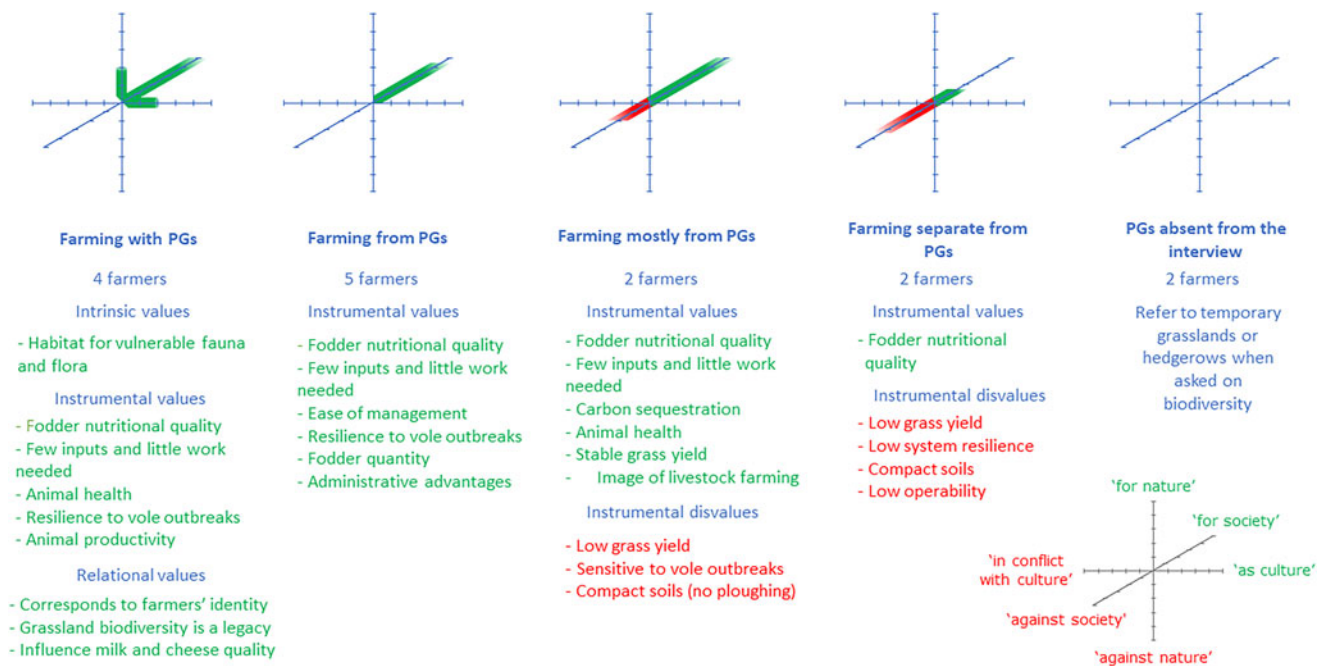 Farming with PGs
4 farmers
Intrinsic values
- Habitat for vulnerable fauna
and flora
Instrumental values
- Fodder nutritional quality
- Few inputs and little work
needed
- Animal health
- Resilience to vole outbreaks
- Animal productivity
Relational values
- Corresponds to farmers' identity
- Grassland biodiversity is a legacy
- Influence milk and cheese quality
Farming from PGs
5 farmers
Instrumental values
- Fodder nutritional quality
- Few inputs and little work
needed
- Ease of management
- Resilience to vole outbreaks
- Fodder quantity
- Administrative advantages
Farming mostly from PGs
2 farmers
Instrumental values
- Fodder nutritional quality
- Few inputs and little work
needed
- Carbon sequestration
- Animal health
- Stable grass yield
- Image of livestock farming
Instrumental disvalues
- Low grass yield
- Sensitive to vole outbreaks
- Compact soils (no ploughing)
Farming separate from
PGs
2 farmers
Instrumental values
- Fodder nutritional
quality
Instrumental disvalues
- Low grass yield
- Low system resilience
- Compact soils
- Low operability
PGs absent from the
interview
2 farmers
Refer to temporary
grasslands or
hedgerows when
asked on
biodiversity
'for nature'
'for society'
'in conflict
with culture'
'as culture'
'against society'
'against nature'